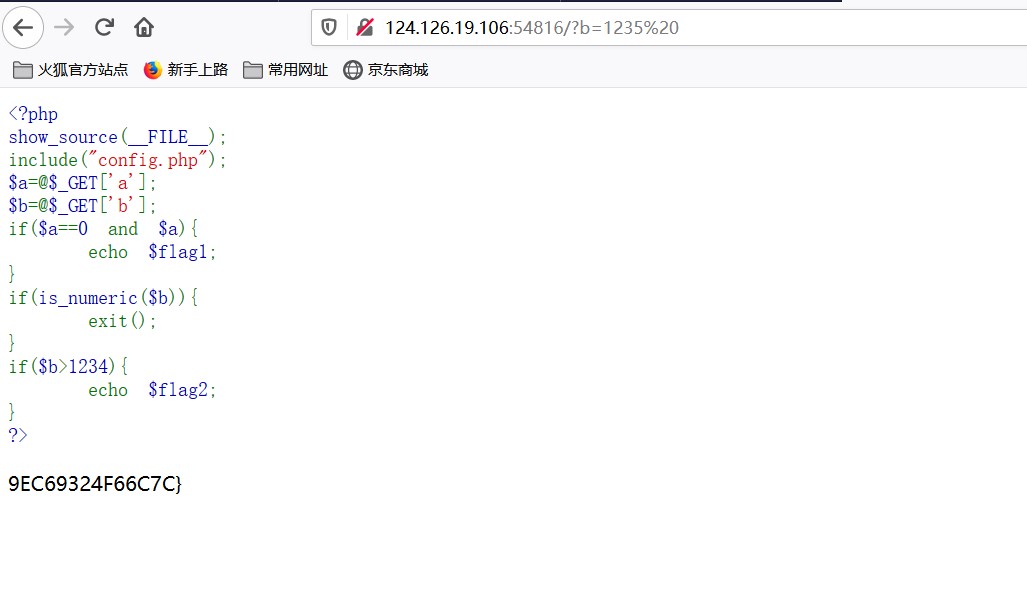 124.126.19.106:54816/?b=1235%20
火狐官方站点 新手上路 常用网址 京东商城
<?php
show_source(__FILE__);
include("config.php");
$a=@$_GET['a'];
$b=@$_GET['b'];
if($a==0 and $a){
echo $flag1;
}
if(is_numeric($b)){
exit();
}
if($b>1234){
echo $flag2;
}
?>
9EC69324F66C7C}